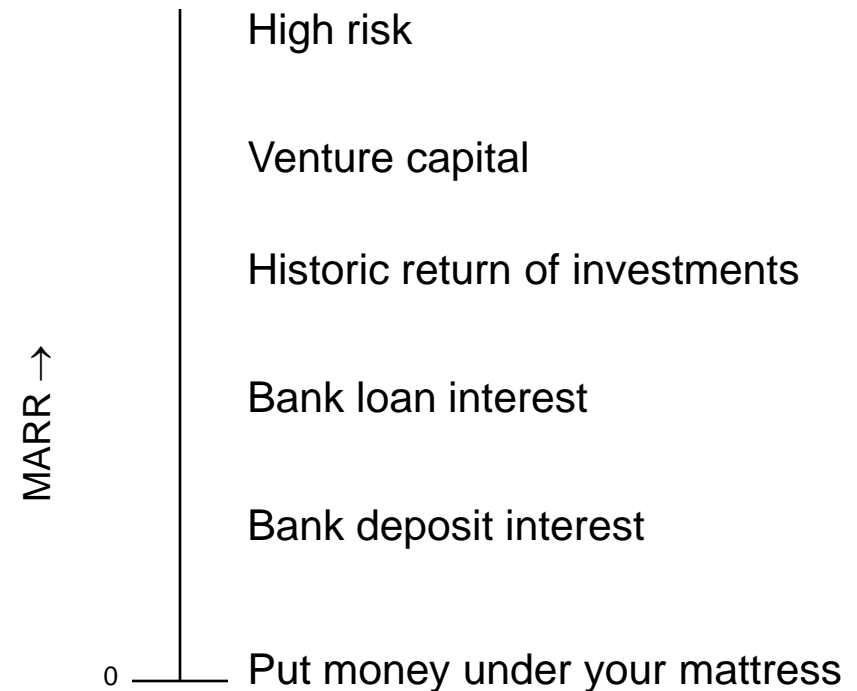 High risk
Venture capital
Historic return of investments
MARR →
Bank loan interest
Bank deposit interest
0
Put money under your mattress